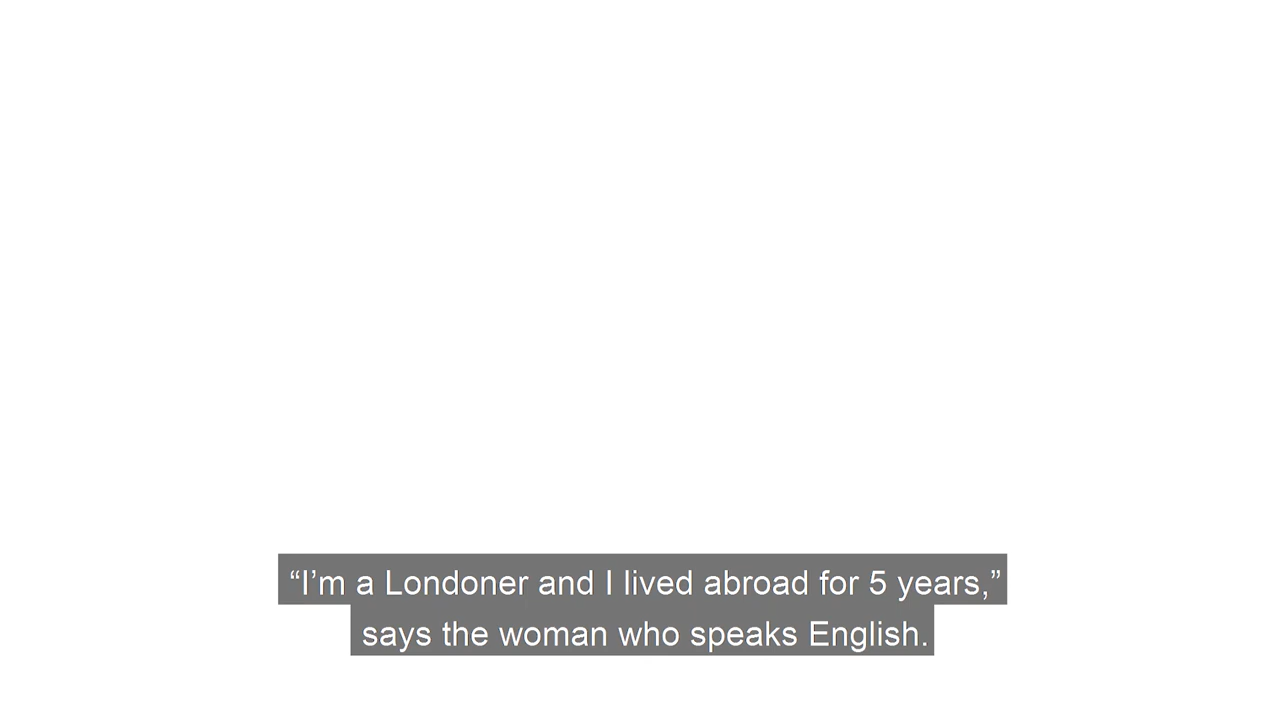 “I’m a Londoner and I lived abroad for 5 years,”
says the woman who speaks English.